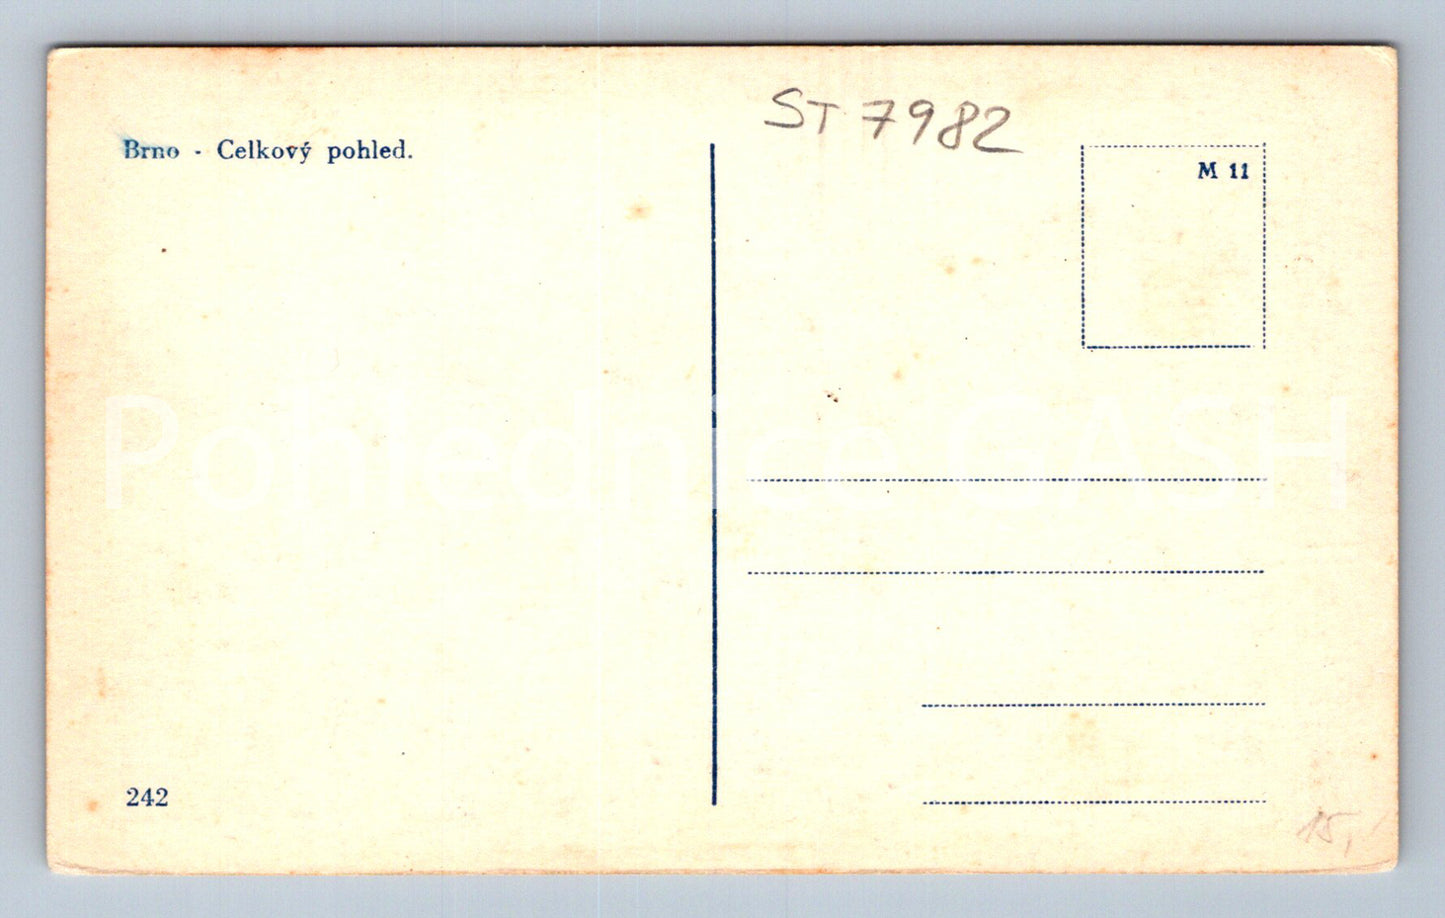 ST 7982
Brno - Celkový pohled.
M 11
Pohlednice GASH
242
15,-